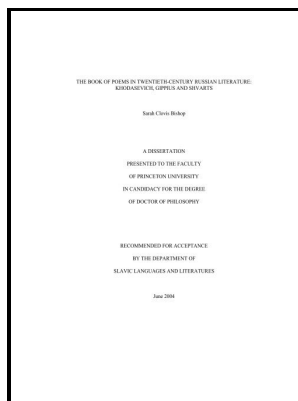 THE BOOK OF POEMS IN TWENTIETH-CENTURY RUSSIAN LITERATURE:
KHODASEVICH, GIPPIUS AND SHVARTS
Sarah Clovis Bishop
A DISSERTATION
PRESENTED TO THE FACULTY
OF PRINCETON UNIVERSITY
IN CANDIDACY FOR THE DEGREE
OF DOCTOR OF PHILOSOPHY
RECOMMENDED FOR ACCEPTANCE
BY THE DEPARTMENT OF
SLAVIC LANGUAGES AND LITERATURES
June 2004